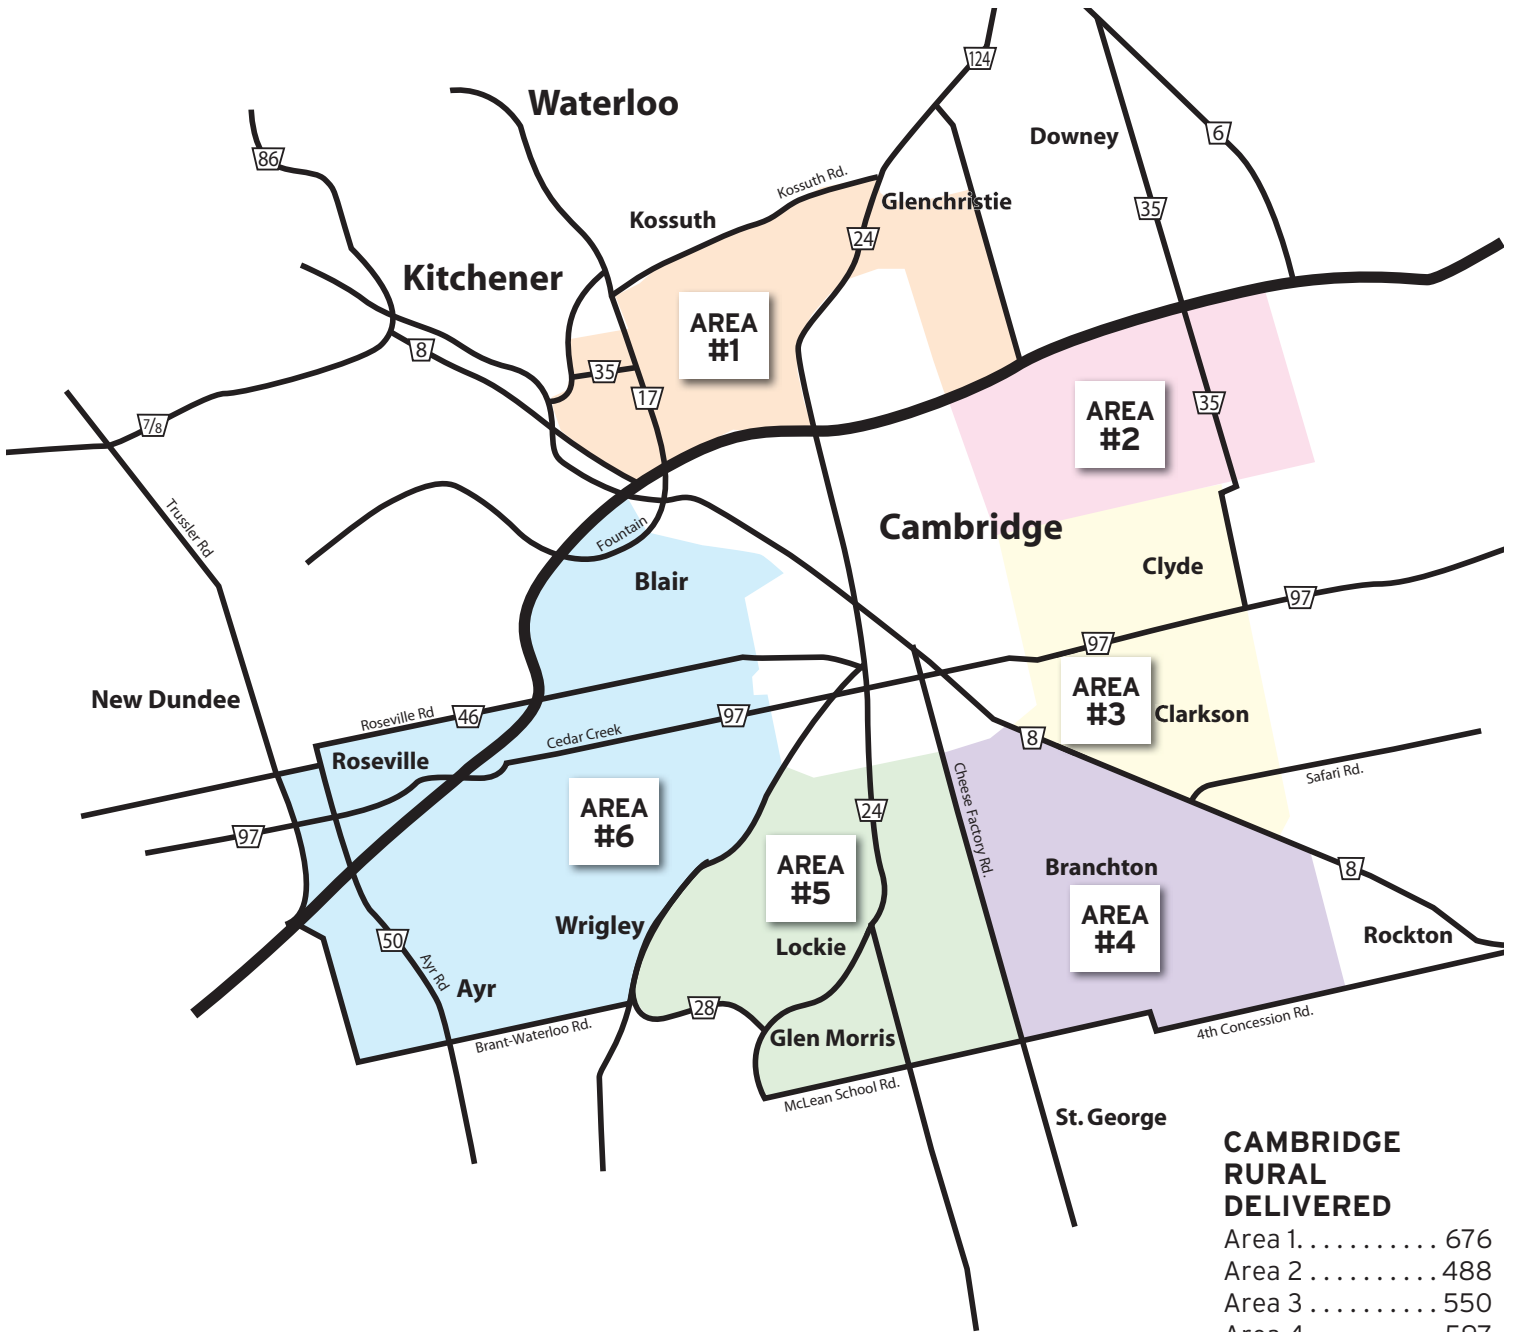 124
Waterloo
6
Downey
86
Kossuth Rd.
Glenchristie
35
Kossuth
24
Kitchener
AREA
#1
8
35
17
35
AREA
#2
7/8
Trussler Rd
Fountain
Cambridge
Blair
Clyde
97
97
New Dundee
AREA
#3
Clarkson
Roseville Rd
46
97
Cedar Creek
8
Roseville
Safari Rd.
Cheese Factory Rd.
AREA
#6
24
97
AREA
#5
Branchton
8
AREA
#4
Wrigley
Lockie
Rockton
50
Ayr Rd
Ayr
28
Brant-Waterloo Rd.
Glen Morris
4th Concession Rd.
McLean School Rd.
St. George
CAMBRIDGE
RURAL
DELIVERED
Area 1. . . . . . . . . . . 676
Area 2 . . . . . . . . . . 488
Area 3 . . . . . . . . . . 550